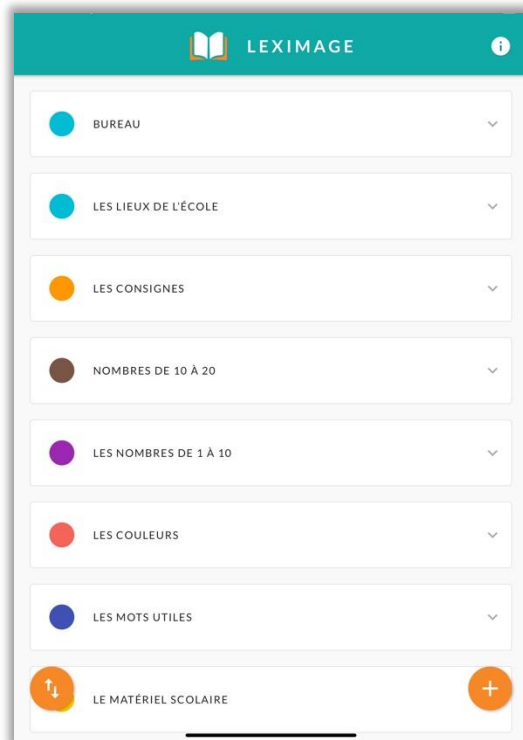 LEXIMAGE
BUREAU
LES LIEUX DE L'ÉCOLE
LES CONSIGNES
NOMBRES DE 10 À 20
LES NOMBRES DE 1 À 10
LES COULEURS
LES MOTS UTILES
LE MATÉRIEL SCOLAIRE